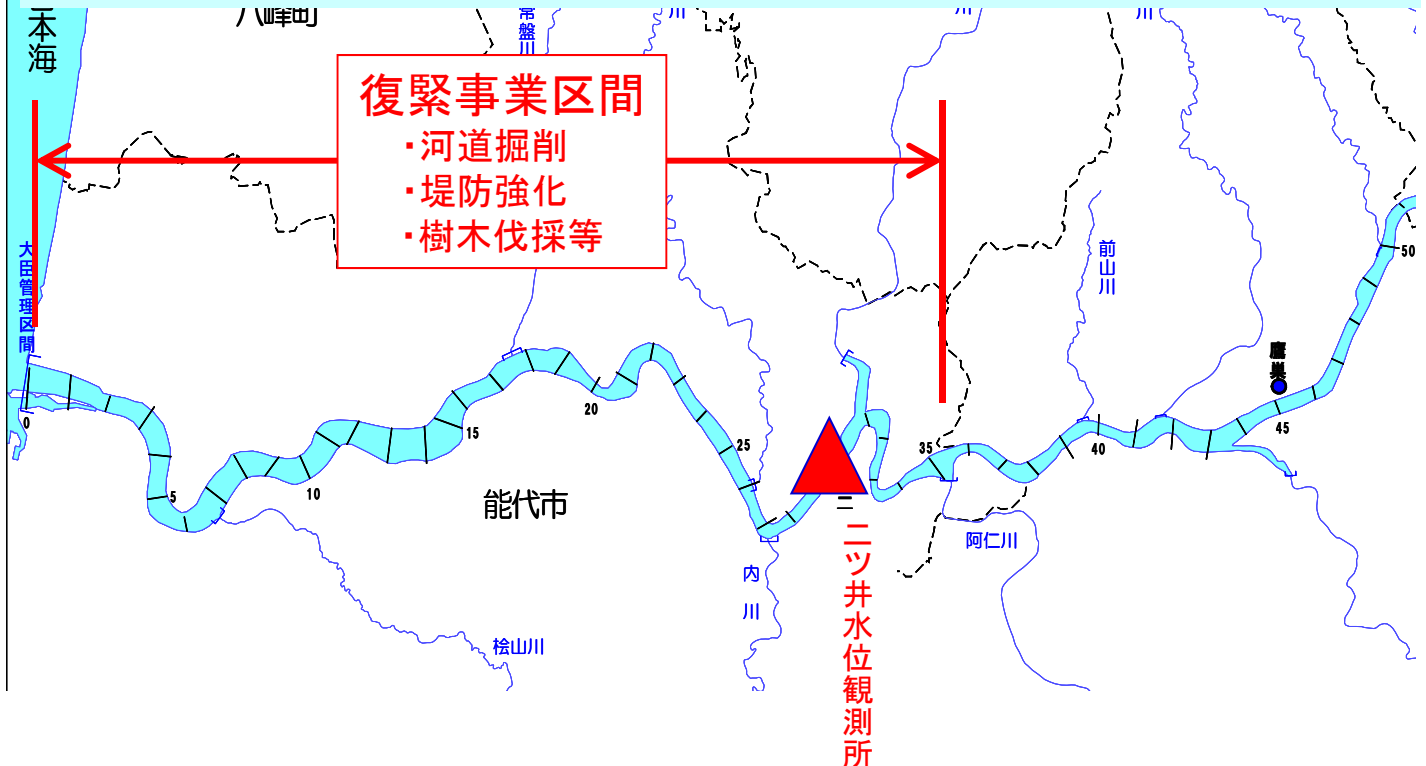 日本海
八峰町
常盤川
川
川
川
復緊事業区間
・河道掘削
・堤防強化
・樹木伐採等
大臣管理区間
前山川
50
鷹巣
0
5
10
15
20
25
35
40
45
能代市
二
二ツ井水位観測所
阿仁川
内川
桧山川